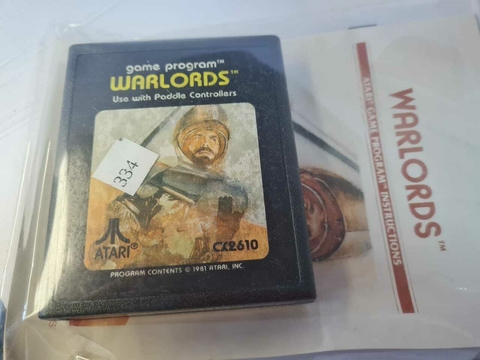 game program™
WARLORDS™
Use with Paddle Controllers
334
ATARI®
CX2610
PROGRAM CONTENTS © 1981 ATARI, INC.
WARLORDS™
ATARI® GAME PROGRAM™ INSTRUCTIONS